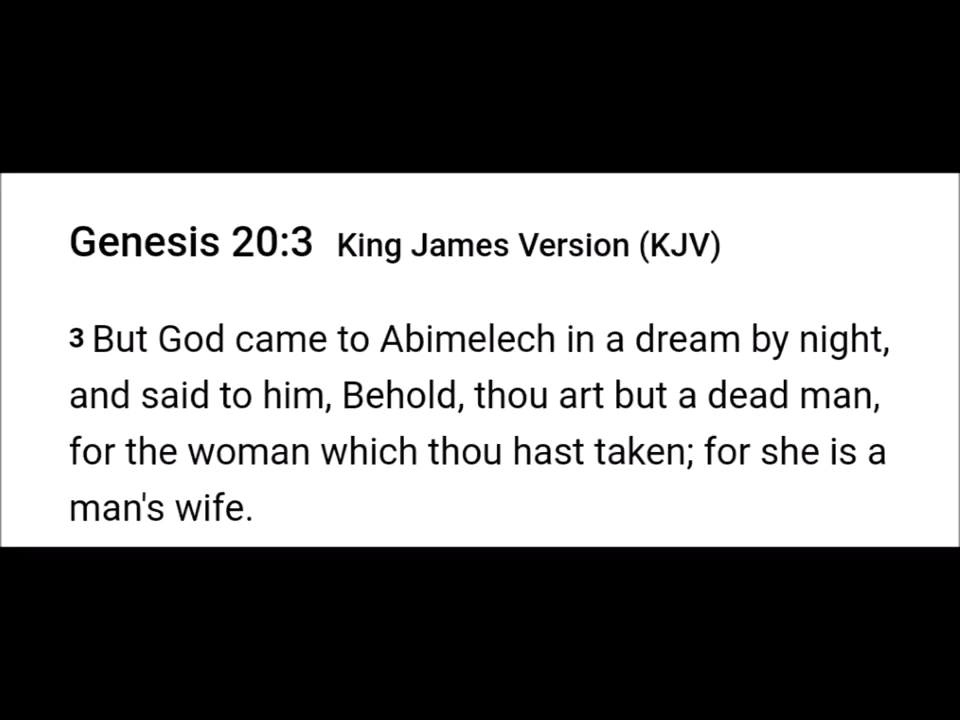 Genesis 20:3 King James Version (KJV)
3 But God came to Abimelech in a dream by night,
and said to him, Behold, thou art but a dead man,
for the woman which thou hast taken; for she is a
man's wife.